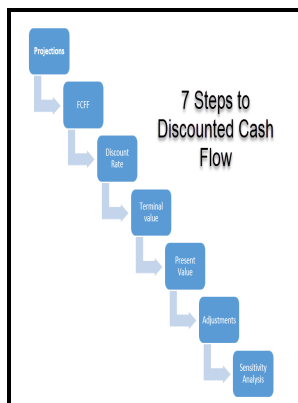 Projections
7 Steps to
Discounted Cash
Flow
FCFF
Discount
Rate
Terminal
value
Present
Value
Adjustments
Sensitivity
Analysis